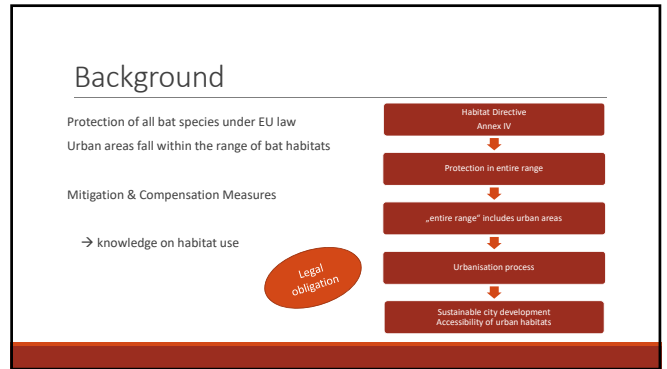 Background
Protection of all bat species under EU law
Urban areas fall within the range of bat habitats
Mitigation & Compensation Measures
→ knowledge on habitat use
Legal
obligation
Habitat Directive
Annex IV
Protection in entire range
„entire range“ includes urban areas
Urbanisation process
Sustainable city development
Accessibility of urban habitats